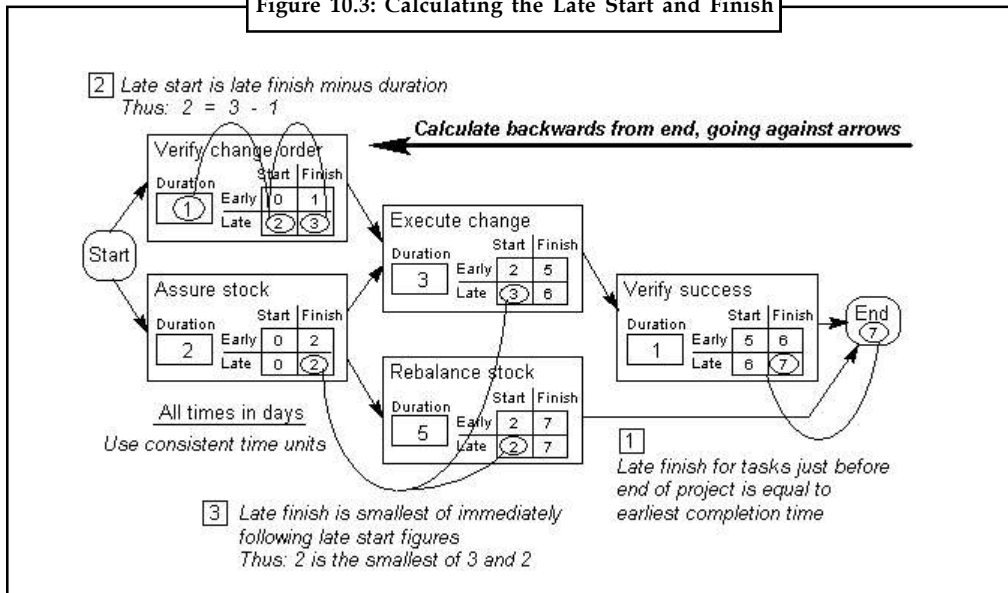 Figure 10.3: Calculating the Late Start and Finish
2 Late start is late finish minus duration
Thus: 2 = 3 - 1
Calculate backwards from end, going against arrows
Verify change order
Start Finish
Duration
1
Early 0 1
Late 2 3
Start
Assure stock
Start Finish
Duration
2
Early 0 2
Late 0 2
Execute change
Start Finish
Duration
3
Early 2 5
Late 3 6
Rebalance stock
Start Finish
Duration
5
Early 2 7
Late 2 7
Verify success
Start Finish
Duration
1
Early 5 6
Late 6 7
End
7
All times in days
Use consistent time units
1
Late finish for tasks just before
end of project is equal to
earliest completion time
3 Late finish is smallest of immediately
following late start figures
Thus: 2 is the smallest of 3 and 2